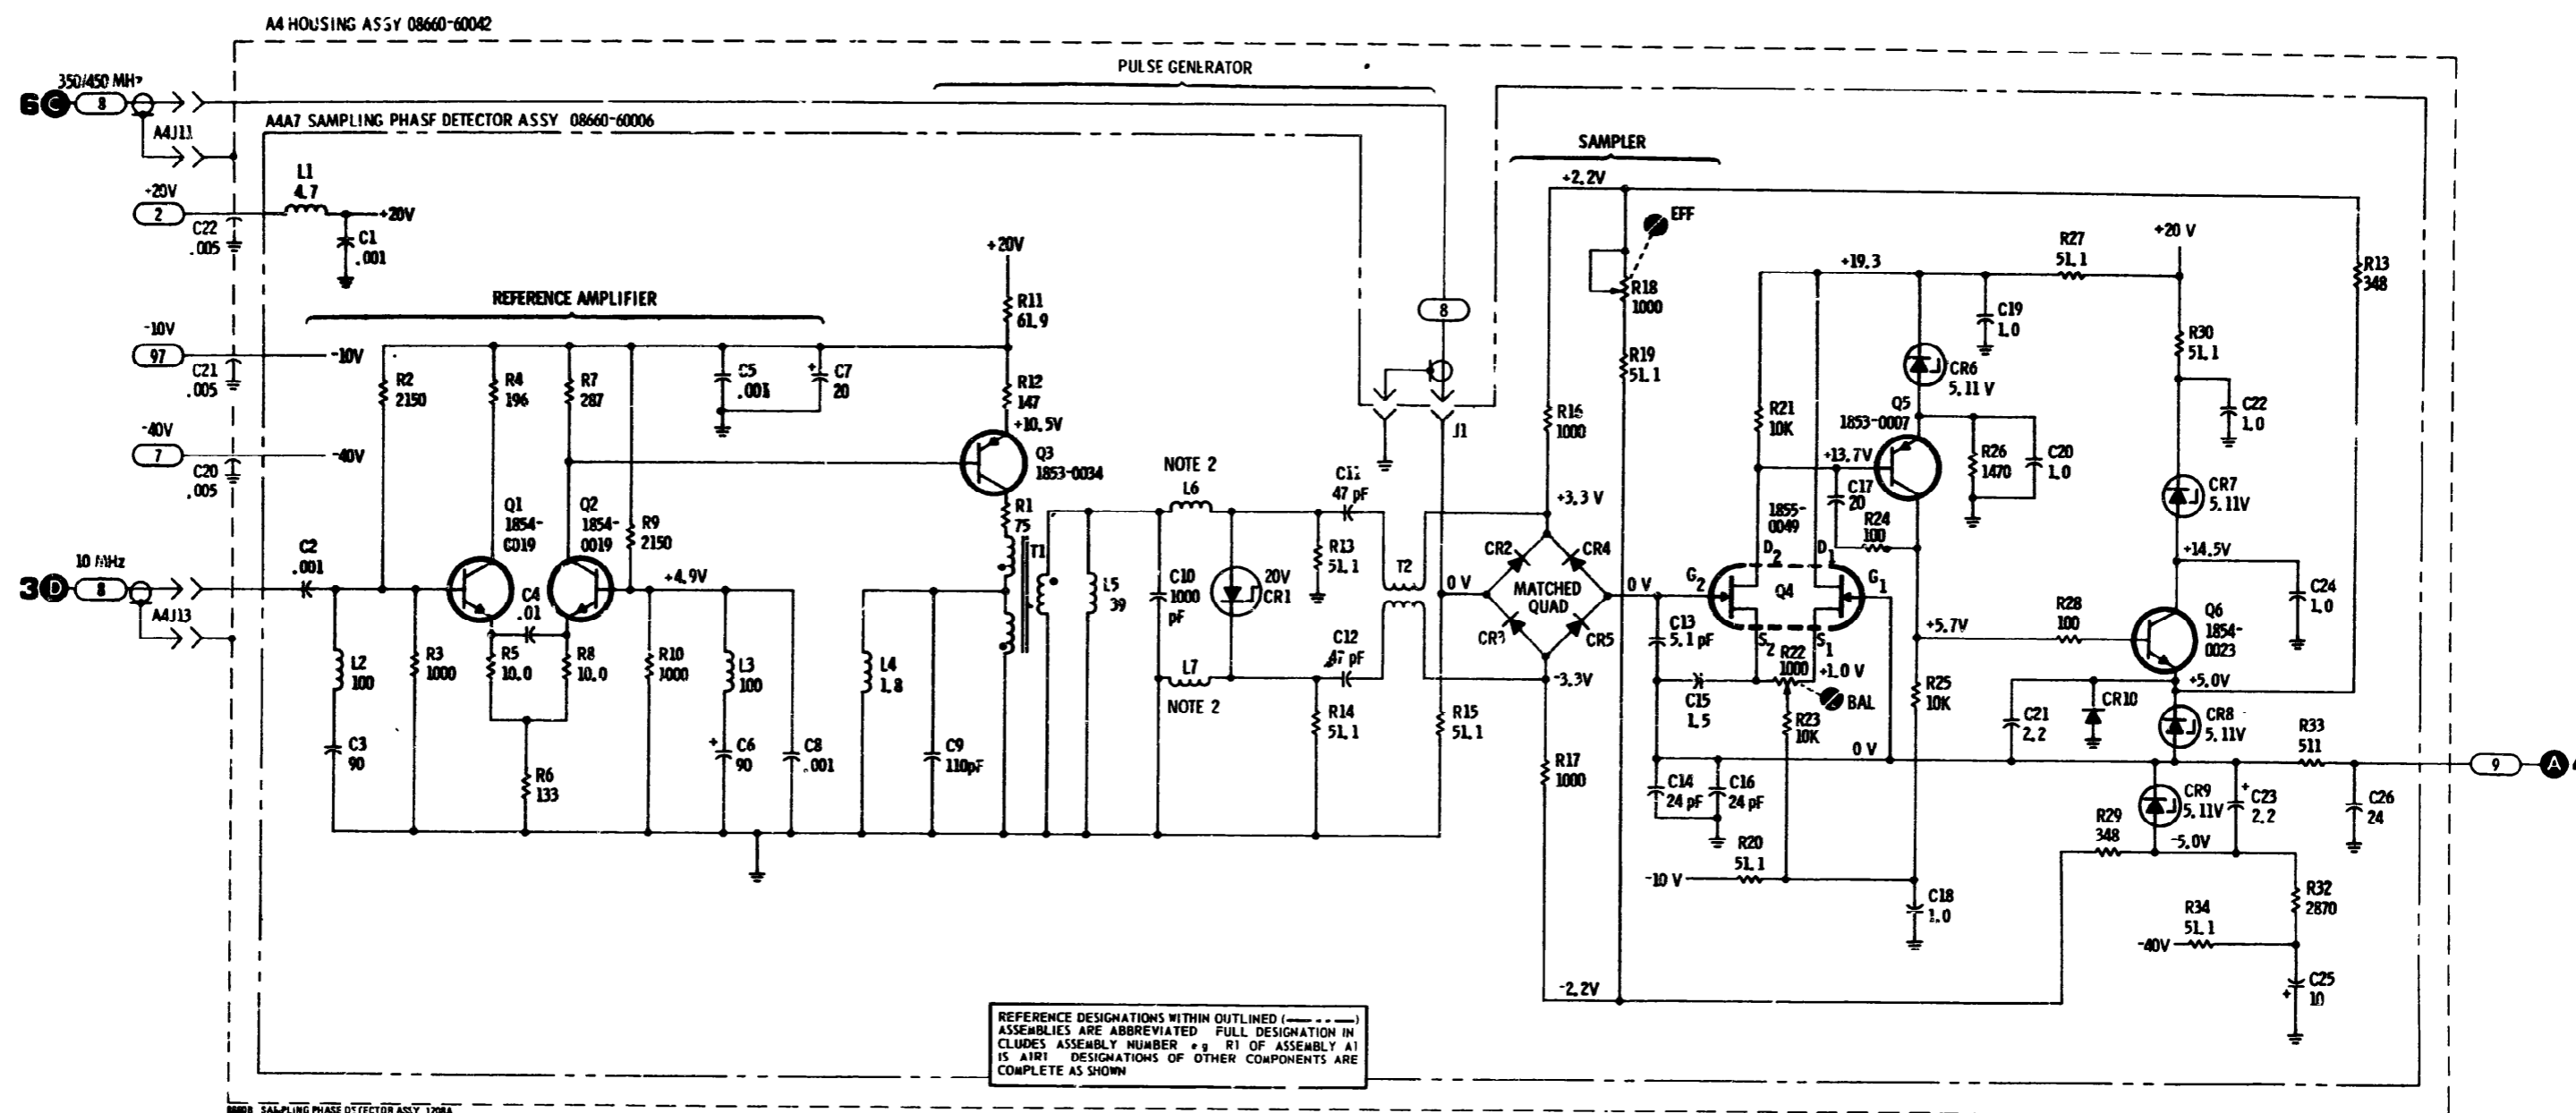 A4 HOUSING ASSY 08660-60042
PULSE GENERATOR
350/450 MHz
6 C 8
A4J11
A4A7 SAMPLING PHASE DETECTOR ASSY 08660-60006
SAMPLER
L1
4.7
+20V
2
C22
.005
+20V
C1
.001
+2.2V
EFF
R18
1000
+20V
R11
61.9
REFERENCE AMPLIFIER
-10V
97
C21
.005
-10V
R2
2150
R4
196
R7
287
C5
.001
C7
20
R12
147
+10.5V
Q3
1853-0034
8
J1
R19
51.1
R16
1000
+19.3
R27
51.1
+20 V
R13
348
C19
1.0
R30
51.1
CR6
5.11 V
C22
1.0
R21
10K
Q5
1853-0007
+13.7V
R26
1470
C20
1.0
CR7
5.11V
-40V
7
C20
.005
-40V
Q1
1854-
0019
Q2
1854-
0019
R9
2150
R1
75
T1
NOTE 2
L6
C11
47 pF
+3.3 V
C17
20
R24
100
1855-
0049
+14.5V
C24
1.0
10 MHz
3 D 8
A4J13
C2
.001
C4
.01
+4.9V
L5
39
C10
1000
pF
20V
CR1
R13
51.1
T2
0 V
CR2
CR4
MATCHED
QUAD
CR3
CR5
0 V
G2
D2
D1
G1
Q4
S2
S1
C13
5.1 pF
R22
1000
+1.0 V
BAL
+5.7V
R28
100
Q6
1854-
0023
+5.0V
L2
100
R3
1000
R5
10.0
R8
10.0
R10
1000
L3
100
L4
1.8
L7
NOTE 2
C12
47 pF
-3.3V
C15
1.5
R23
10K
R25
10K
C21
2.2
CR10
CR8
5.11V
R33
511
C3
90
R6
133
C6
90
C8
.001
C9
110pF
R14
51.1
R15
51.1
R17
1000
0 V
9 A
C14
24 pF
C16
24 pF
CR9
5.11V
C23
2.2
C26
24
R29
348
-5.0V
R20
51.1
-10 V
C18
1.0
R32
2870
R34
51.1
-40V
C25
10
-2.2V
REFERENCE DESIGNATIONS WITHIN OUTLINED (
)
ASSEMBLIES ARE ABBREVIATED FULL DESIGNATION IN
CLUDES ASSEMBLY NUMBER e g R1 OF ASSEMBLY A1
IS A1R1 DESIGNATIONS OF OTHER COMPONENTS ARE
COMPLETE AS SHOWN
SAMPLING PHASE DETECTOR ASSY 1208A